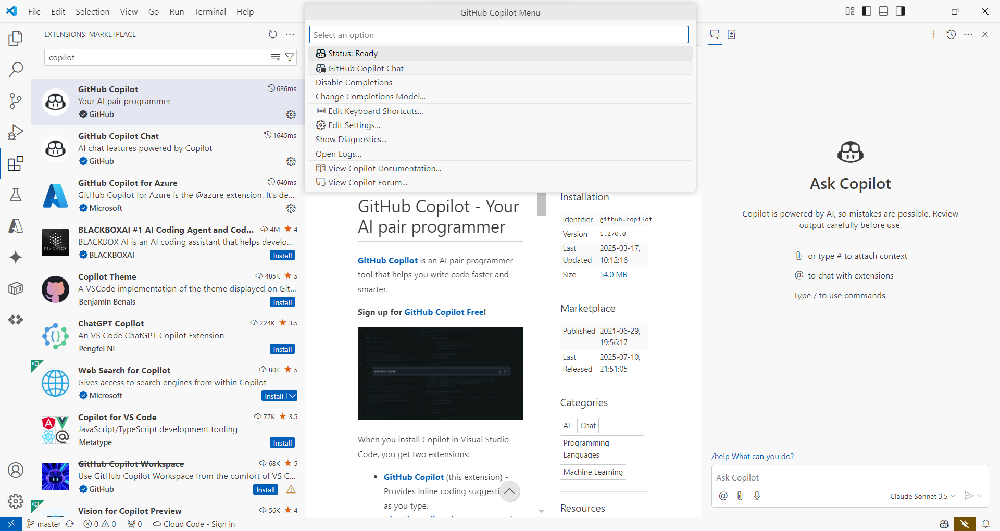 File Edit Selection View Go Run Terminal Help
GitHub Copilot Menu
Select an option
Status: Ready
GitHub Copilot Chat
Disable Completions
Change Completions Model...
Edit Keyboard Shortcuts...
Edit Settings...
Show Diagnostics...
Open Logs...
View Copilot Documentation...
View Copilot Forum...
EXTENSIONS: MARKETPLACE
copilot
GitHub Copilot 686ms
Your AI pair programmer
GitHub
GitHub Copilot Chat 1645ms
AI chat features powered by Copilot
GitHub
GitHub Copilot for Azure 649ms
GitHub Copilot for Azure is the @azure extension. It's de...
Microsoft
BLACKBOXAI #1 AI Coding Agent and Cod... 4M 4
BLACKBOX AI is an AI coding assistant that helps develo...
BLACKBOXAI Install
Copilot Theme 485K 5
A VSCode implementation of the theme displayed on Git...
Benjamin Benais Install
ChatGPT Copilot 224K 3.5
An VS Code ChatGPT Copilot Extension
Pengfei Ni Install
Web Search for Copilot 80K 5
Gives access to search engines from within Copilot
Microsoft Install
Copilot for VS Code 77K 3.5
JavaScript/TypeScript development tooling
Metatype Install
GitHub Copilot Workspace 68K 5
Use GitHub Copilot Workspace from the comfort of VS C...
GitHub Install
Vision for Copilot Preview 56K 4
GitHub Copilot - Your
AI pair programmer
GitHub Copilot is an AI pair programmer
tool that helps you write code faster and
smarter.
Sign up for GitHub Copilot Free!
add error hand
When you install Copilot in Visual Studio
Code, you get two extensions:
GitHub Copilot (this extension) -
Provides inline coding suggesti
as you type.
Installation
Identifier github.copilot
Version 1.270.0
Last 2025-03-17,
Updated 10:12:16
Size 54.0 MB
Marketplace
Published 2021-06-29,
19:56:17
Last 2025-07-10,
Released 21:51:05
Categories
AI Chat
Programming
Languages
Machine Learning
Resources
Ask Copilot
Copilot is powered by AI, so mistakes are possible. Review
output carefully before use.
or type # to attach context
@ to chat with extensions
Type / to use commands
/help What can you do?
Ask Copilot
@ Claude Sonnet 3.5
master 0 0 0 Cloud Code - Sign in